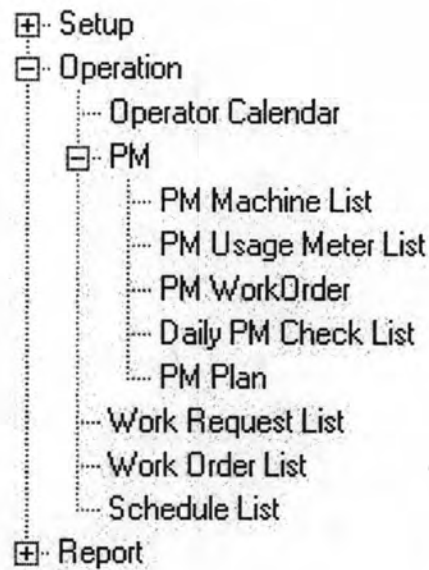 Setup
Operation
Operator Calendar
PM
PM Machine List
PM Usage Meter List
PM WorkOrder
Daily PM Check List
PM Plan
Work Request List
Work Order List
Schedule List
Report